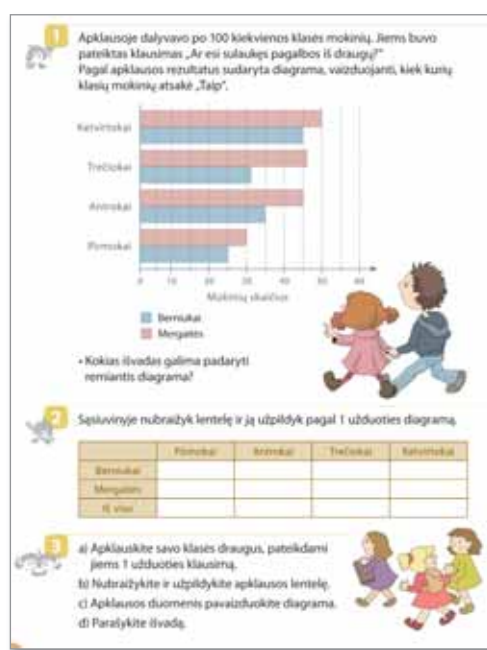 1
Apklausoje dalyvavo po 100 kiekvienos klasės mokinių. Jiems buvo
pateiktas klausimas „Ar esi sulaukęs pagalbos iš draugų?"
Pagal apklausos rezultatus sudaryta diagrama, vaizduojanti, kiek kurių
klasių mokinių atsakė „Taip".
Ketvirtokai
Trečiokai
Antrokai
Pirmokai
0 10 20 30 40 50 60
Mokinių skaičius
Berniukai
Mergaitės
• Kokias išvadas galima padaryti
remiantis diagrama?
2
Sąsiuvinyje nubraižyk lentelę ir ją užpildyk pagal 1 užduoties diagramą.
Pirmokai Antrokai Trečiokai Ketvirtokai
Berniukai
Mergaitės
Iš viso
3
a) Apklauskite savo klasės draugus, pateikdami
jiems 1 užduoties klausimą.
b) Nubraižykite ir užpildykite apklausos lentelę.
c) Apklausos duomenis pavaizduokite diagrama.
d) Parašykite išvadą.